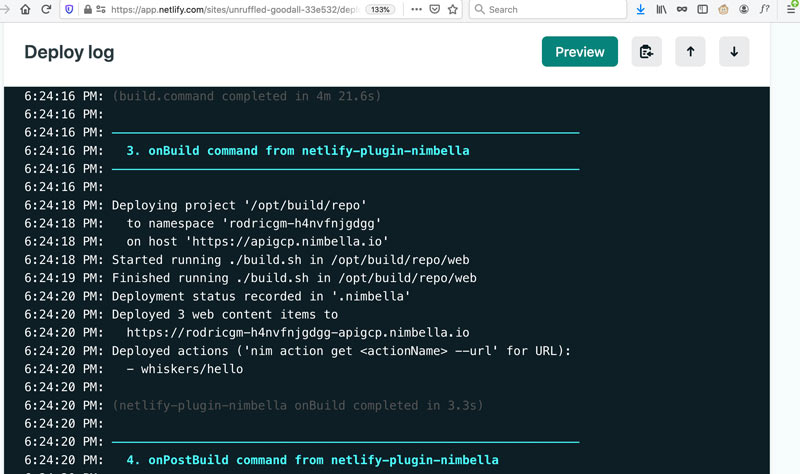 https://app.netlify.com/sites/unruffled-goodall-33e532/depl
133%
Search
f?
Deploy log
Preview
6:24:16 PM: (build.command completed in 4m 21.6s)
6:24:16 PM:
6:24:16 PM:
6:24:16 PM: 3. onBuild command from netlify-plugin-nimbella
6:24:16 PM:
6:24:16 PM:
6:24:18 PM: Deploying project '/opt/build/repo'
6:24:18 PM: to namespace 'rodricgm-h4nvfnjgdgg'
6:24:18 PM: on host 'https://apigcp.nimbella.io'
6:24:18 PM: Started running ./build.sh in /opt/build/repo/web
6:24:19 PM: Finished running ./build.sh in /opt/build/repo/web
6:24:20 PM: Deployment status recorded in '.nimbella'
6:24:20 PM: Deployed 3 web content items to
6:24:20 PM: https://rodricgm-h4nvfnjgdgg-apigcp.nimbella.io
6:24:20 PM: Deployed actions ('nim action get <actionName> --url' for URL):
6:24:20 PM: - whiskers/hello
6:24:20 PM:
6:24:20 PM: (netlify-plugin-nimbella onBuild completed in 3.3s)
6:24:20 PM:
6:24:20 PM:
6:24:20 PM: 4. onPostBuild command from netlify-plugin-nimbella